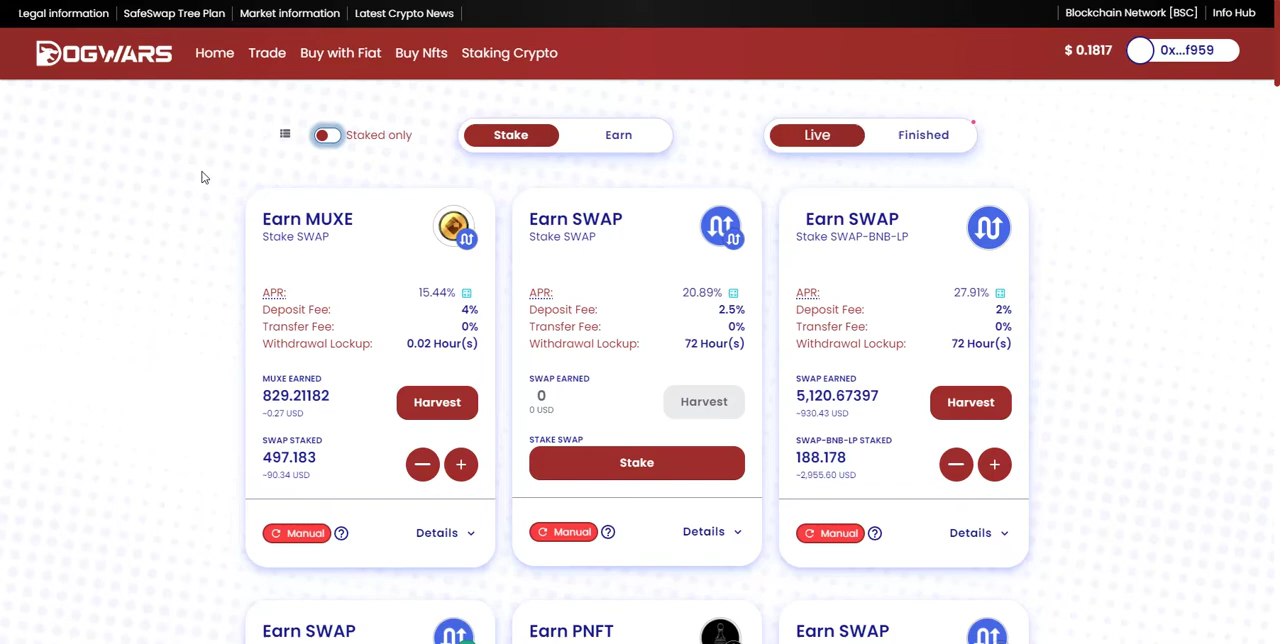 Legal information
SafeSwap Tree Plan
Market information
Latest Crypto News
Blockchain Network [BSC]
Info Hub
DOGWARS
Home
Trade
Buy with Fiat
Buy Nfts
Staking Crypto
$ 0.1817
0x...f959
Staked only
Stake
Earn
Live
Finished
Earn MUXE
Stake SWAP
APR:
15.44%
Deposit Fee:
4%
Transfer Fee:
0%
Withdrawal Lockup:
0.02 Hour(s)
MUXE EARNED
829.21182
~0.27 USD
Harvest
SWAP STAKED
497.183
~90.34 USD
Manual
Details
Earn SWAP
Stake SWAP
APR:
20.89%
Deposit Fee:
2.5%
Transfer Fee:
0%
Withdrawal Lockup:
72 Hour(s)
SWAP EARNED
0
0 USD
Harvest
STAKE SWAP
Stake
Manual
Details
Earn SWAP
Stake SWAP-BNB-LP
APR:
27.91%
Deposit Fee:
2%
Transfer Fee:
0%
Withdrawal Lockup:
72 Hour(s)
SWAP EARNED
5,120.67397
~930.43 USD
Harvest
SWAP-BNB-LP STAKED
188.178
~2,955.60 USD
Manual
Details
Earn SWAP
Earn PNFT
Earn SWAP